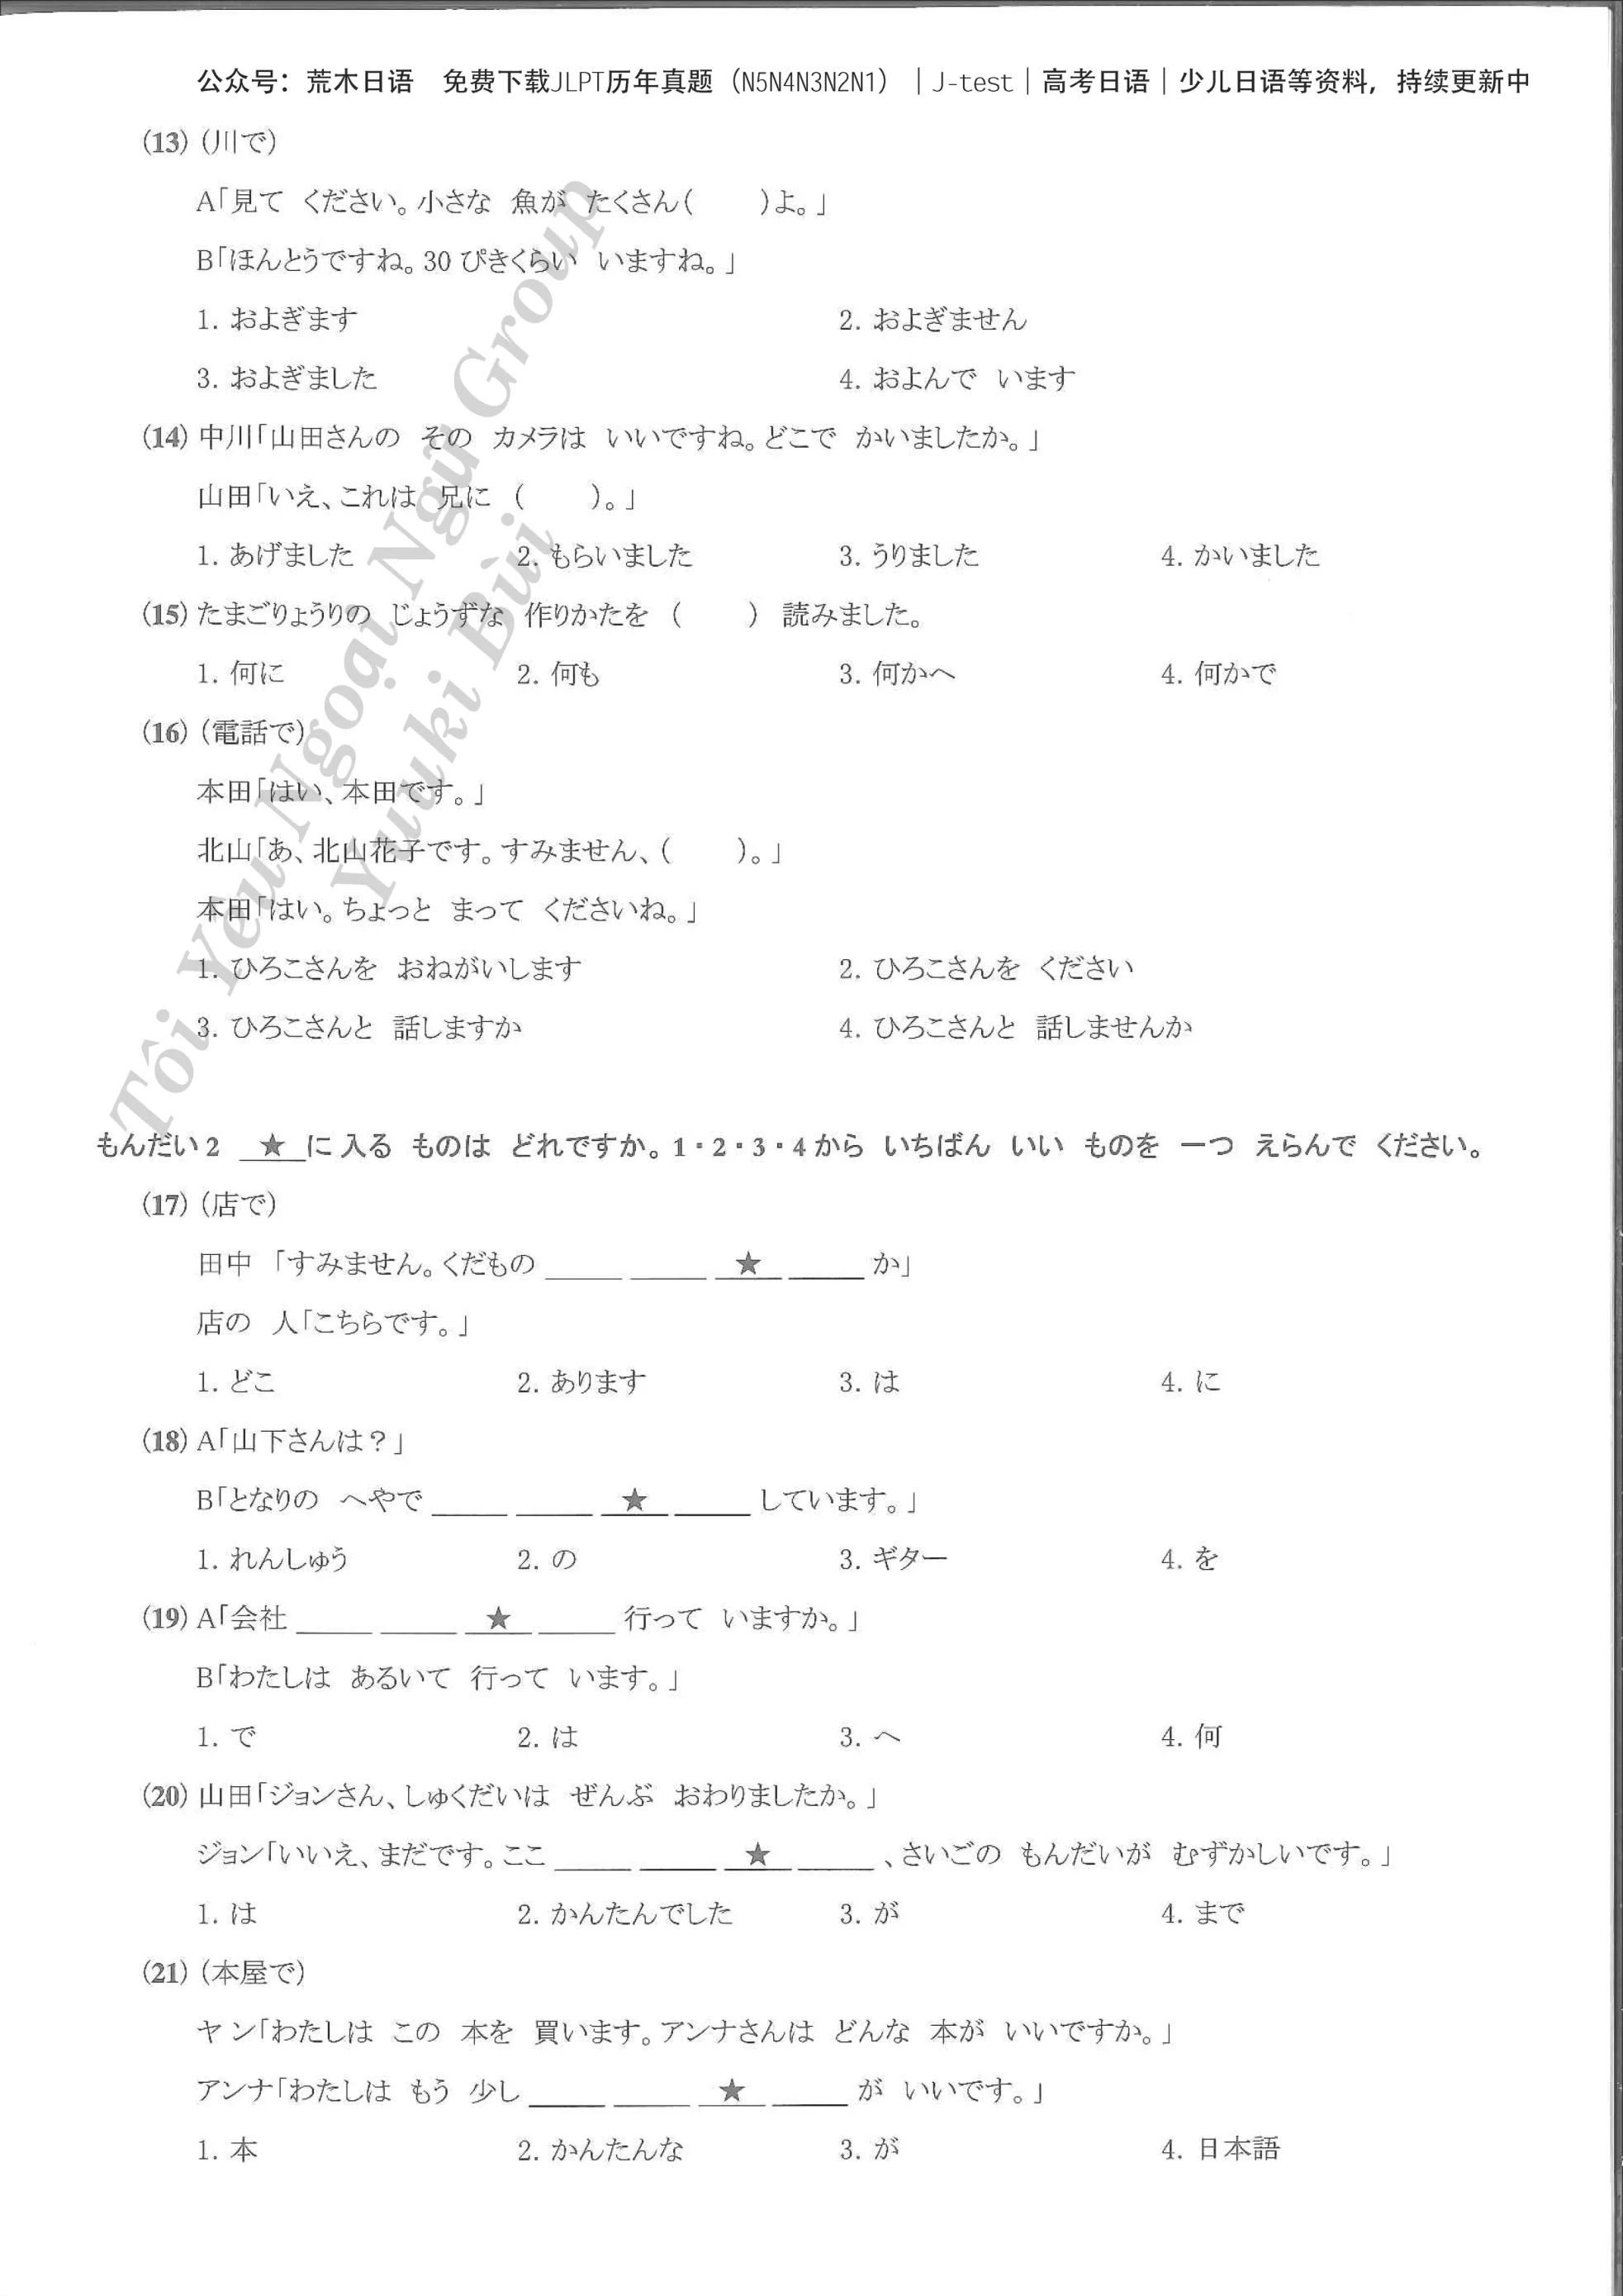 公众号：荒木日语　免费下载JLPT历年真题（N5N4N3N2N1）｜J-test｜高考日语｜少儿日语等资料，持续更新中
(13)（川で）
A「見て ください。小さな 魚が たくさん(　　)よ。」
B「ほんとうですね。30 ぴきくらい いますね。」
1. およぎます　2. およぎません
3. およぎました　4. およんで います
(14) 中川「山田さんの その カメラは いいですね。どこで かいましたか。」
山田「いえ、これは 兄に (　　)。」
1. あげました　2. もらいました　3. うりました　4. かいました
(15) たまごりょうりの じょうずな 作りかたを (　　) 読みました。
1. 何に　2. 何も　3. 何かへ　4. 何かで
(16)（電話で）
本田「はい、本田です。」
北山「あ、北山花子です。すみません、(　　)。」
本田「はい。ちょっと まって くださいね。」
1. ひろこさんを おねがいします　2. ひろこさんを ください
3. ひろこさんと 話しますか　4. ひろこさんと 話しませんか
もんだい2 ＿★＿に 入る ものは どれですか。1・2・3・4から いちばん いい ものを 一つ えらんで ください。
(17)（店で）
田中 「すみません。くだもの ＿＿ ＿＿ ＿★＿ ＿＿ か」
店の 人「こちらです。」
1. どこ　2. あります　3. は　4. に
(18) A「山下さんは？」
B「となりの へやで ＿＿ ＿＿ ＿★＿ ＿＿ しています。」
1. れんしゅう　2. の　3. ギター　4. を
(19) A「会社 ＿＿ ＿＿ ＿★＿ ＿＿ 行って いますか。」
B「わたしは あるいて 行って います。」
1. で　2. は　3. へ　4. 何
(20) 山田「ジョンさん、しゅくだいは ぜんぶ おわりましたか。」
ジョン「いいえ、まだです。ここ ＿＿ ＿＿ ＿★＿ ＿＿ 、さいごの もんだいが むずかしいです。」
1. は　2. かんたんでした　3. が　4. まで
(21)（本屋で）
ヤン「わたしは この 本を 買います。アンナさんは どんな 本が いいですか。」
アンナ「わたしは もう 少し ＿＿ ＿＿ ＿★＿ ＿＿ が いいです。」
1. 本　2. かんたんな　3. が　4. 日本語
Tôi Yêu Ngoại Ngữ Group
Yuuki Bùi